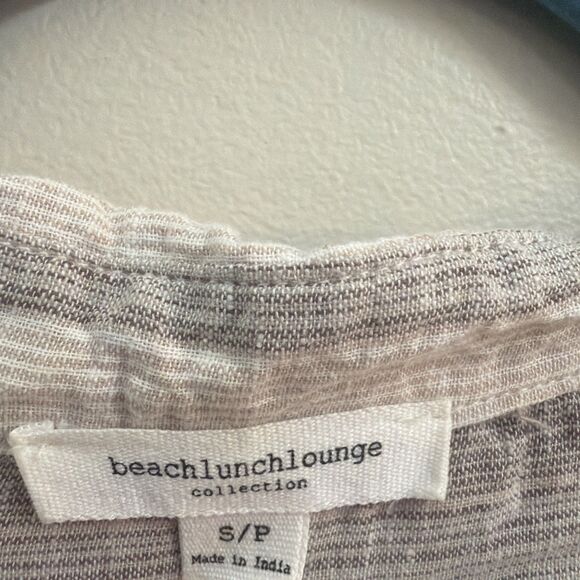 beachlunchlounge
collection
S/P
Made in India